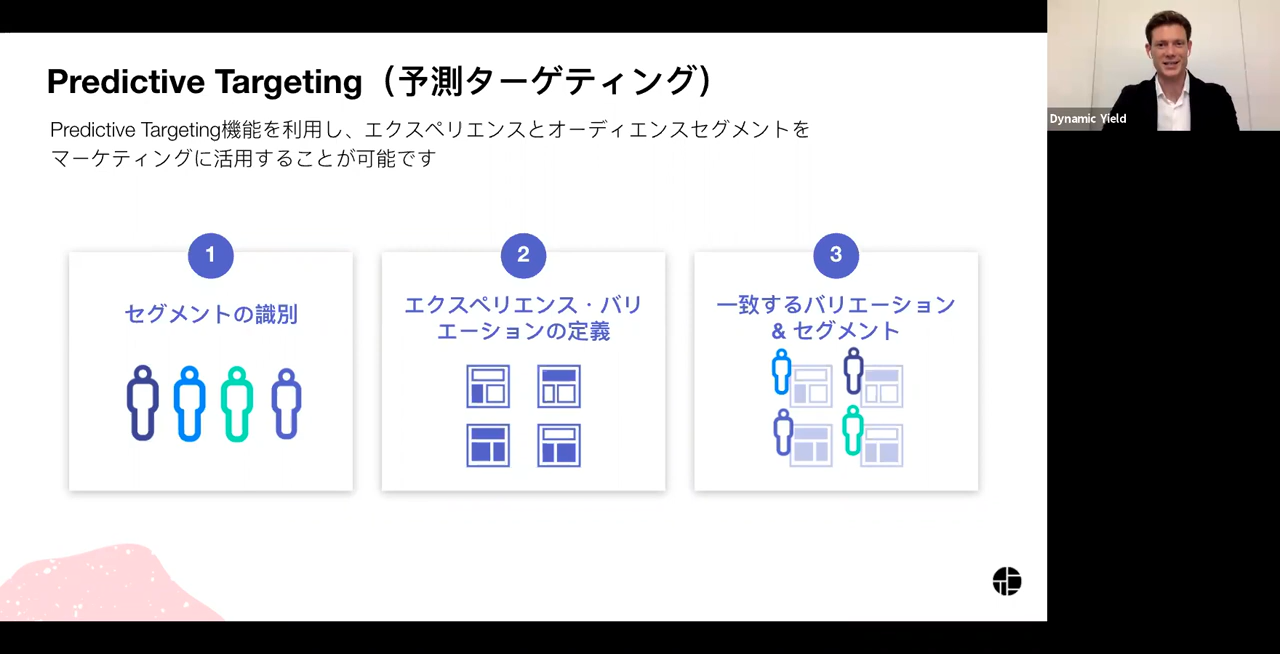 Predictive Targeting（予測ターゲティング）
Predictive Targeting機能を利用し、エクスペリエンスとオーディエンスセグメントを
マーケティングに活用することが可能です
1
セグメントの識別
2
エクスペリエンス・バリ
エーションの定義
3
一致するバリエーション
& セグメント
Dynamic Yield